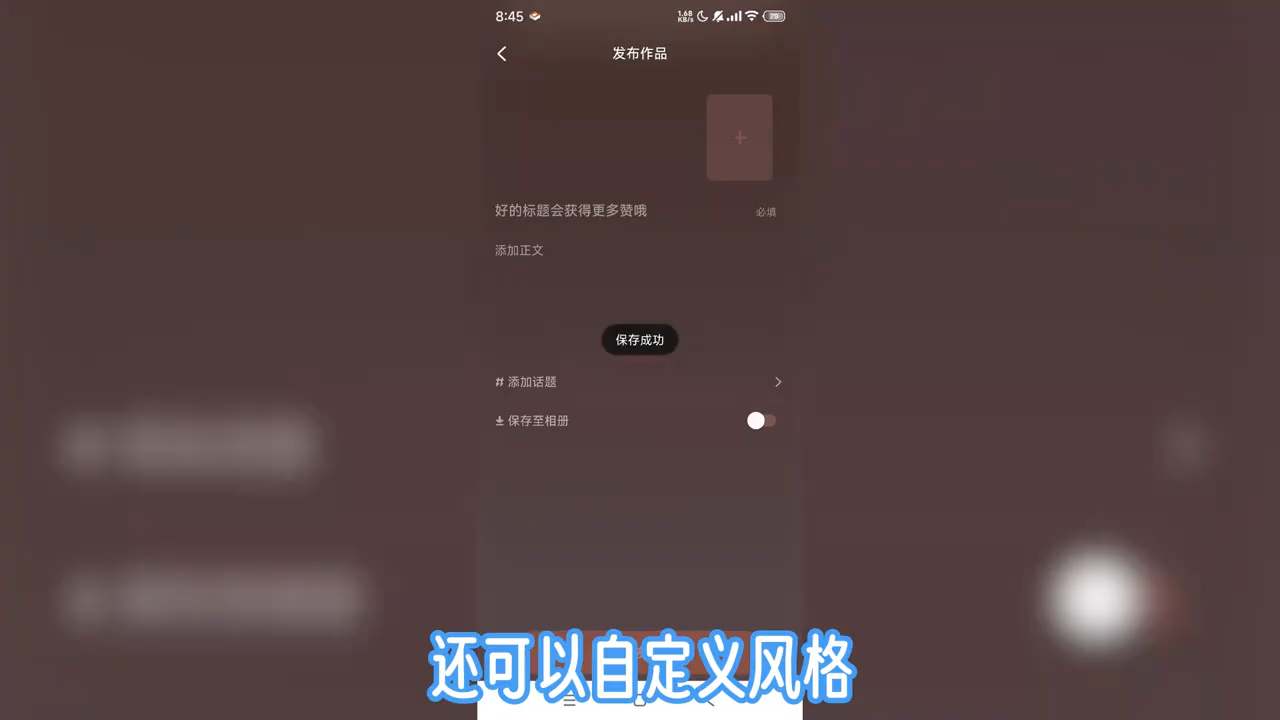 8:45
1.68 KB/s
79
发布作品
好的标题会获得更多赞哦
必填
添加正文
保存成功
# 添加话题
保存至相册
还可以自定义风格